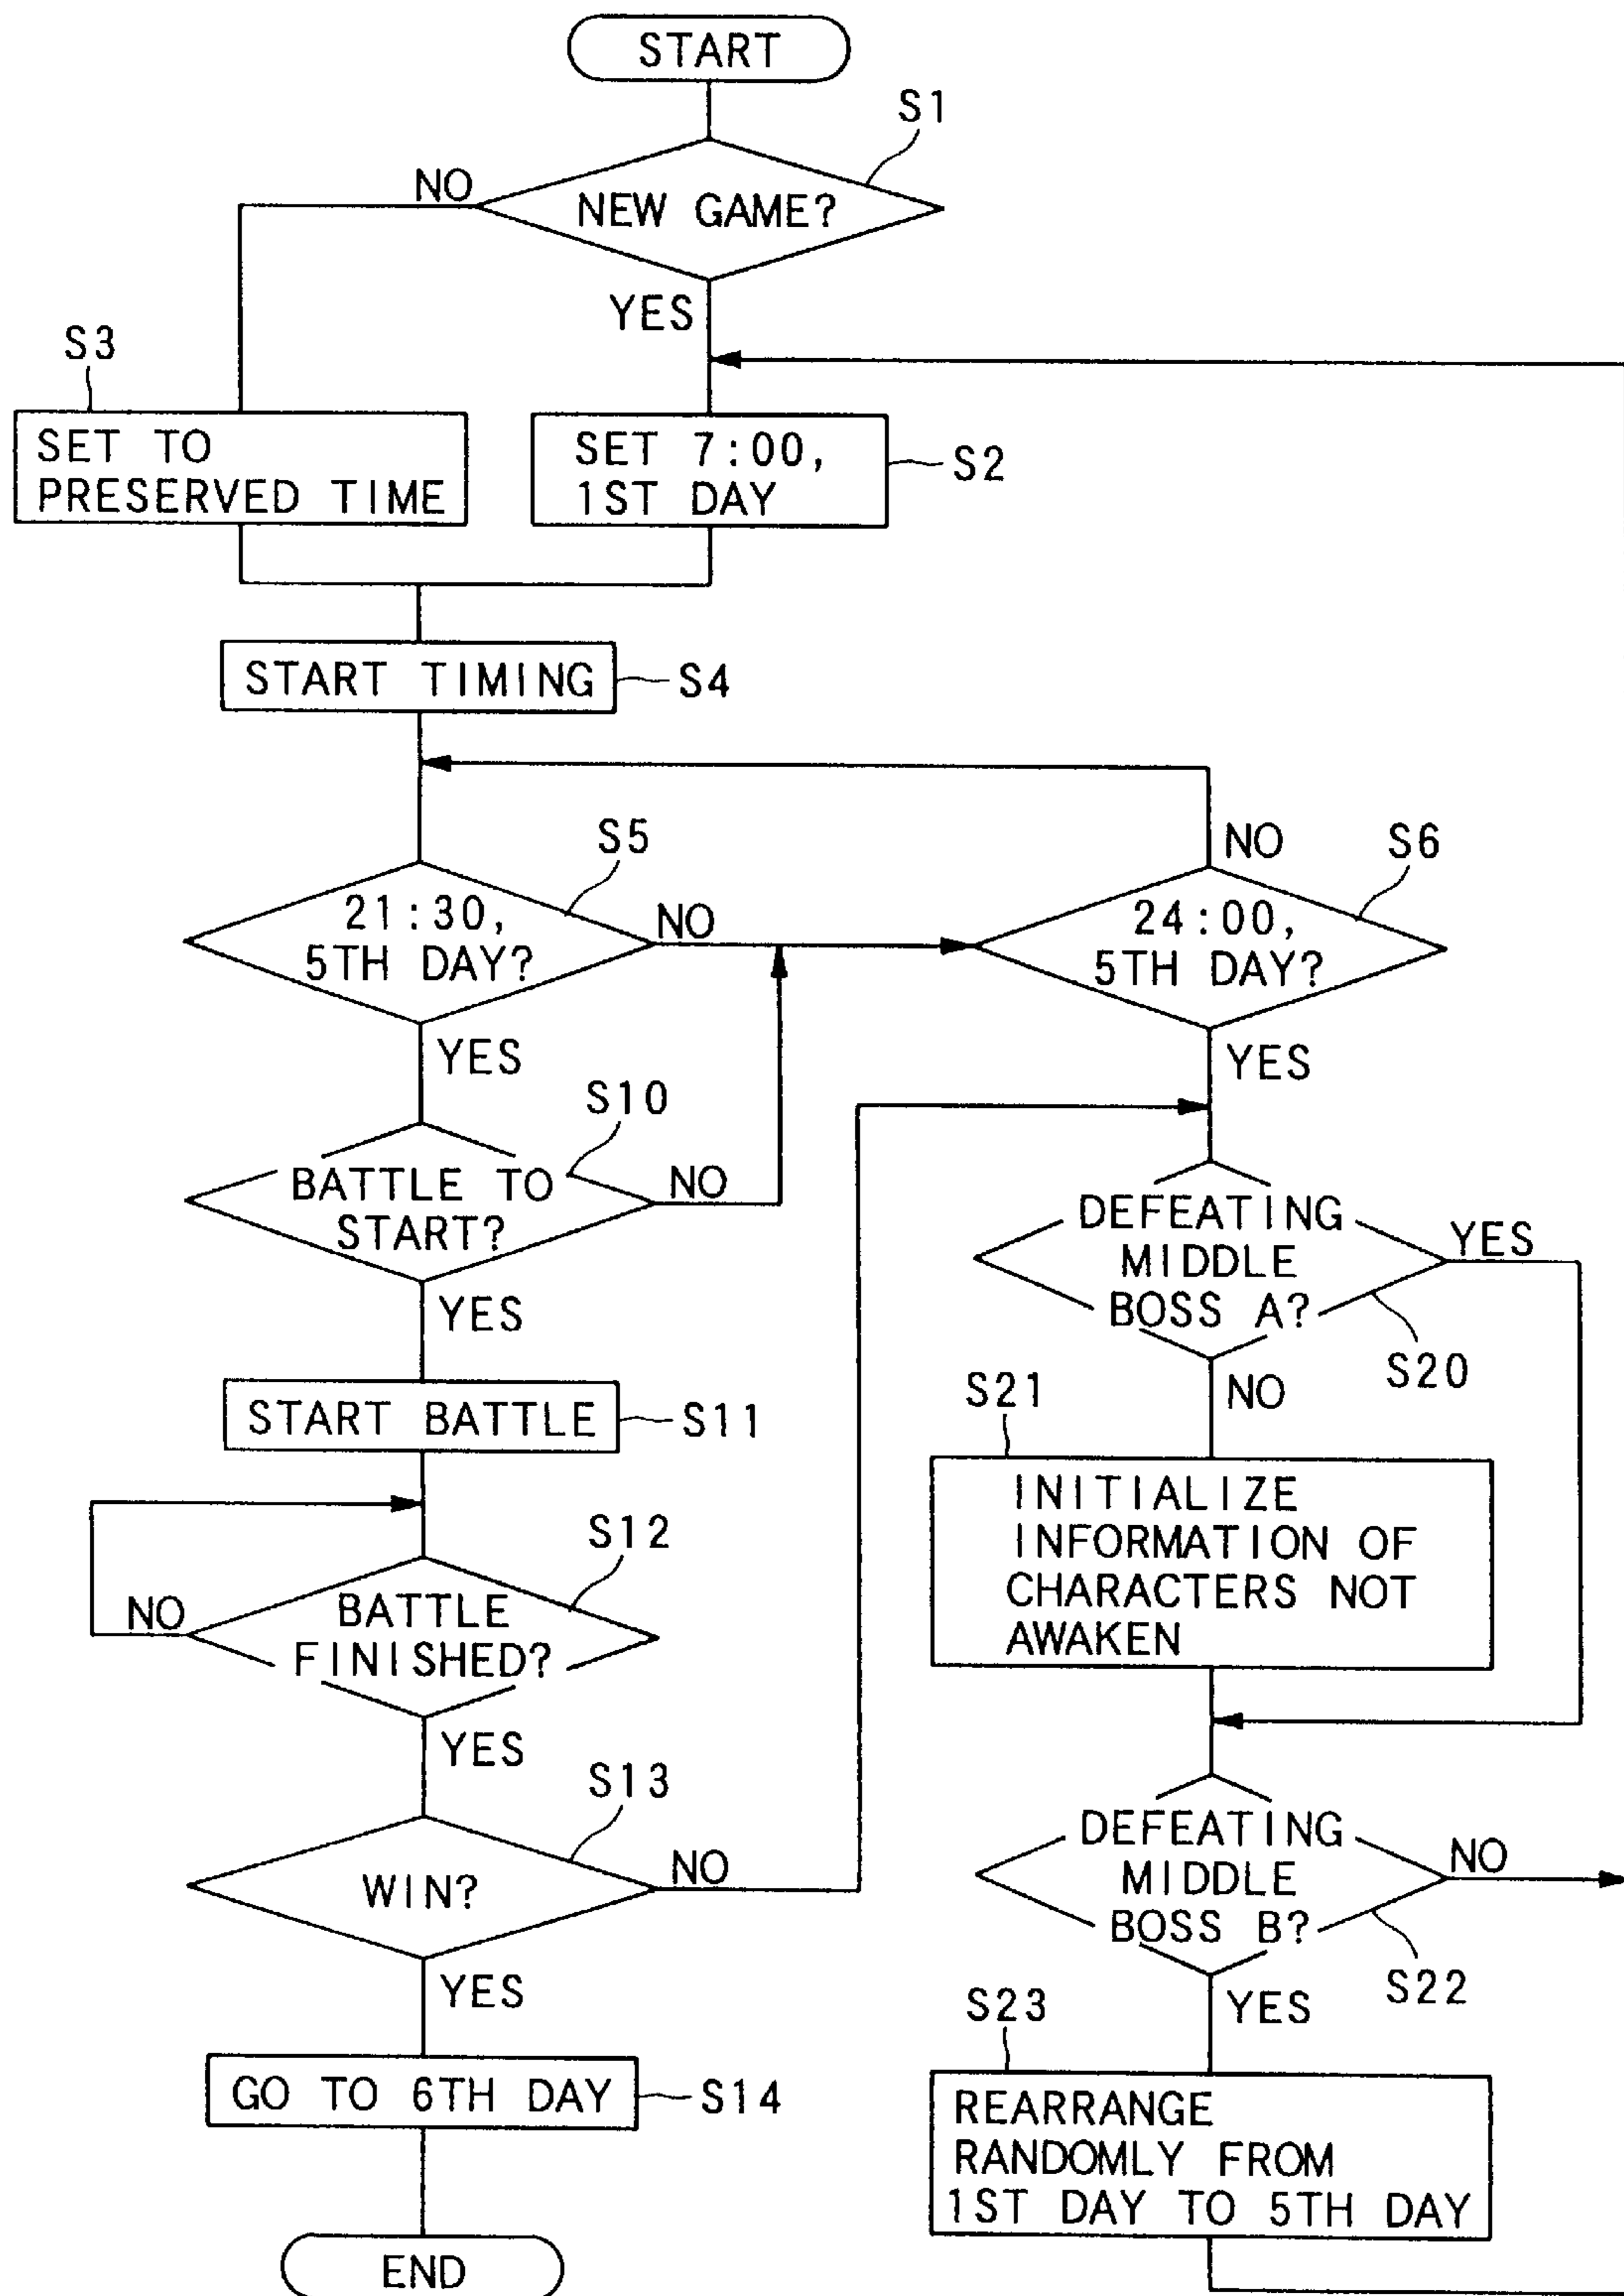 START
S1
NO
NEW GAME?
YES
S3
SET TO
PRESERVED TIME
SET 7:00,
1ST DAY
S2
START TIMING
S4
S5
NO
S6
21:30,
5TH DAY?
NO
24:00,
5TH DAY?
YES
YES
S10
BATTLE TO
START?
NO
DEFEATING
MIDDLE
BOSS A?
YES
YES
S20
START BATTLE
S11
S21
NO
INITIALIZE
INFORMATION OF
CHARACTERS NOT
AWAKEN
S12
NO
BATTLE
FINISHED?
YES
S13
WIN?
NO
DEFEATING
MIDDLE
BOSS B?
NO
S22
YES
S23
YES
GO TO 6TH DAY
S14
REARRANGE
RANDOMLY FROM
1ST DAY TO 5TH DAY
END